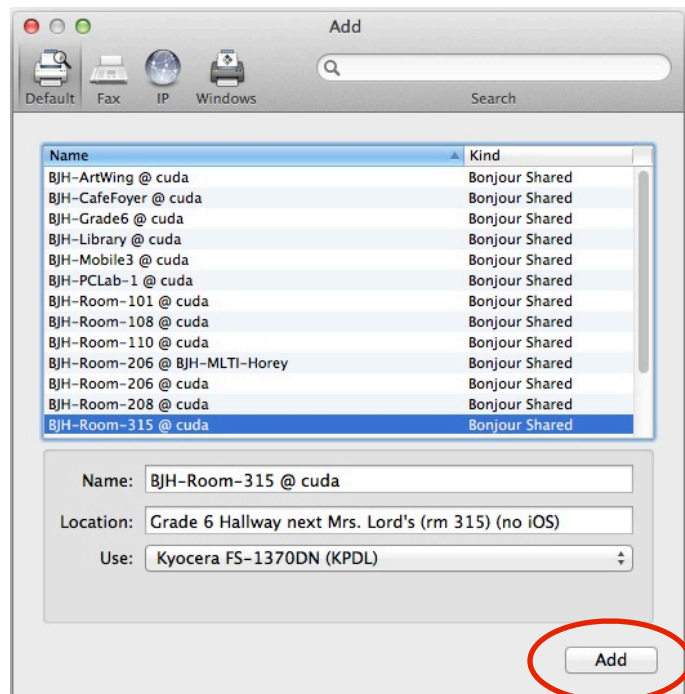 Add
Default Fax IP Windows Search
Name Kind
BJH-ArtWing @ cuda Bonjour Shared
BJH-CafeFoyer @ cuda Bonjour Shared
BJH-Grade6 @ cuda Bonjour Shared
BJH-Library @ cuda Bonjour Shared
BJH-Mobile3 @ cuda Bonjour Shared
BJH-PCLab-1 @ cuda Bonjour Shared
BJH-Room-101 @ cuda Bonjour Shared
BJH-Room-108 @ cuda Bonjour Shared
BJH-Room-110 @ cuda Bonjour Shared
BJH-Room-206 @ BJH-MLTI-Horey Bonjour Shared
BJH-Room-206 @ cuda Bonjour Shared
BJH-Room-208 @ cuda Bonjour Shared
BJH-Room-315 @ cuda Bonjour Shared
Name: BJH-Room-315 @ cuda
Location: Grade 6 Hallway next Mrs. Lord's (rm 315) (no iOS)
Use: Kyocera FS-1370DN (KPDL)
Add